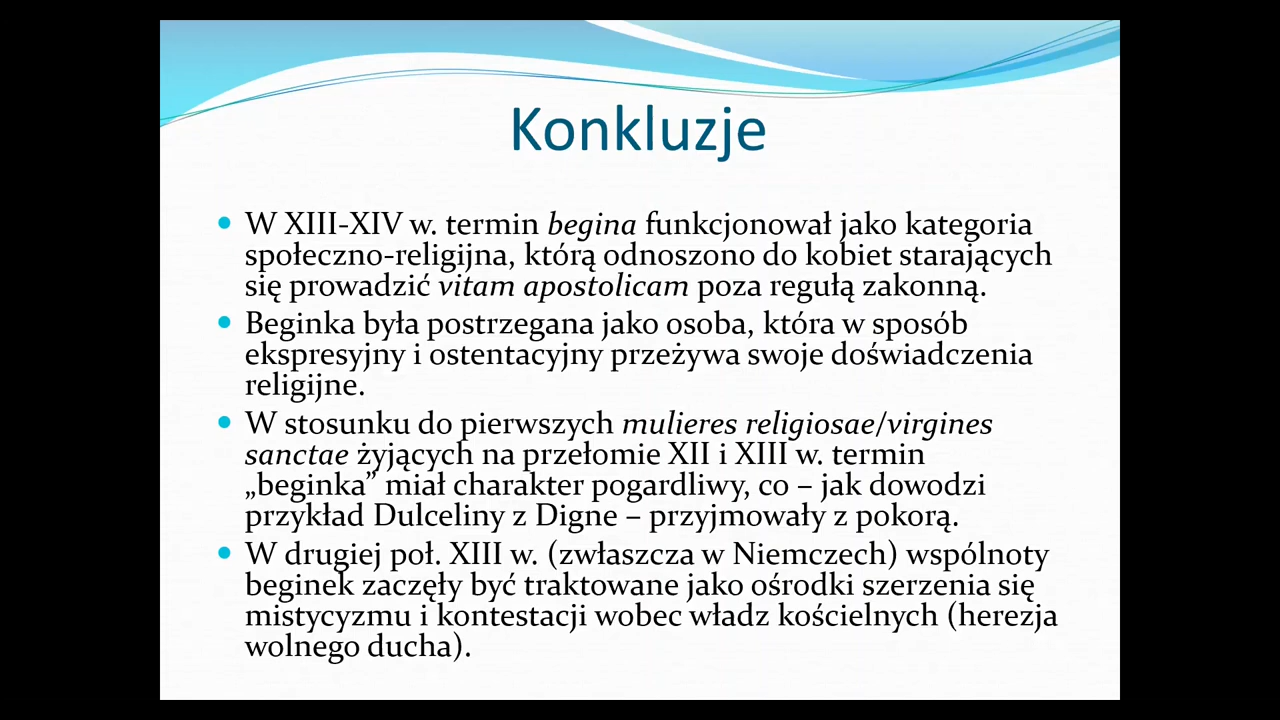 Konkluzje
• W XIII-XIV w. termin begina funkcjonował jako kategoria
społeczno-religijna, którą odnoszono do kobiet starających
się prowadzić vitam apostolicam poza regułą zakonną.
• Beginka była postrzegana jako osoba, która w sposób
ekspresyjny i ostentacyjny przeżywa swoje doświadczenia
religijne.
• W stosunku do pierwszych mulieres religiosae/virgines
sanctae żyjących na przełomie XII i XIII w. termin
„beginka” miał charakter pogardliwy, co – jak dowodzi
przykład Dulceliny z Digne – przyjmowały z pokorą.
• W drugiej poł. XIII w. (zwłaszcza w Niemczech) wspólnoty
beginek zaczęły być traktowane jako ośrodki szerzenia się
mistycyzmu i kontestacji wobec władz kościelnych (herezja
wolnego ducha).